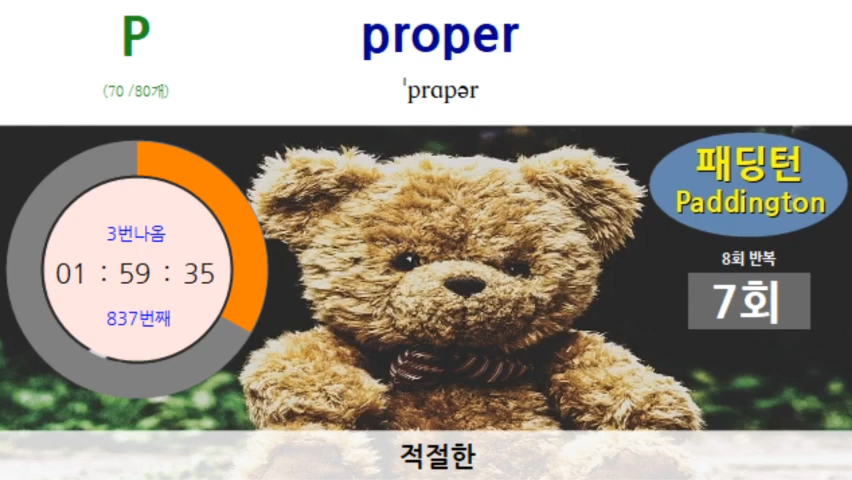 P
proper
(70 /80개)
ˈprɑpər
패딩턴
Paddington
3번나옴
01 : 59 : 35
837번째
8회 반복
7회
적절한